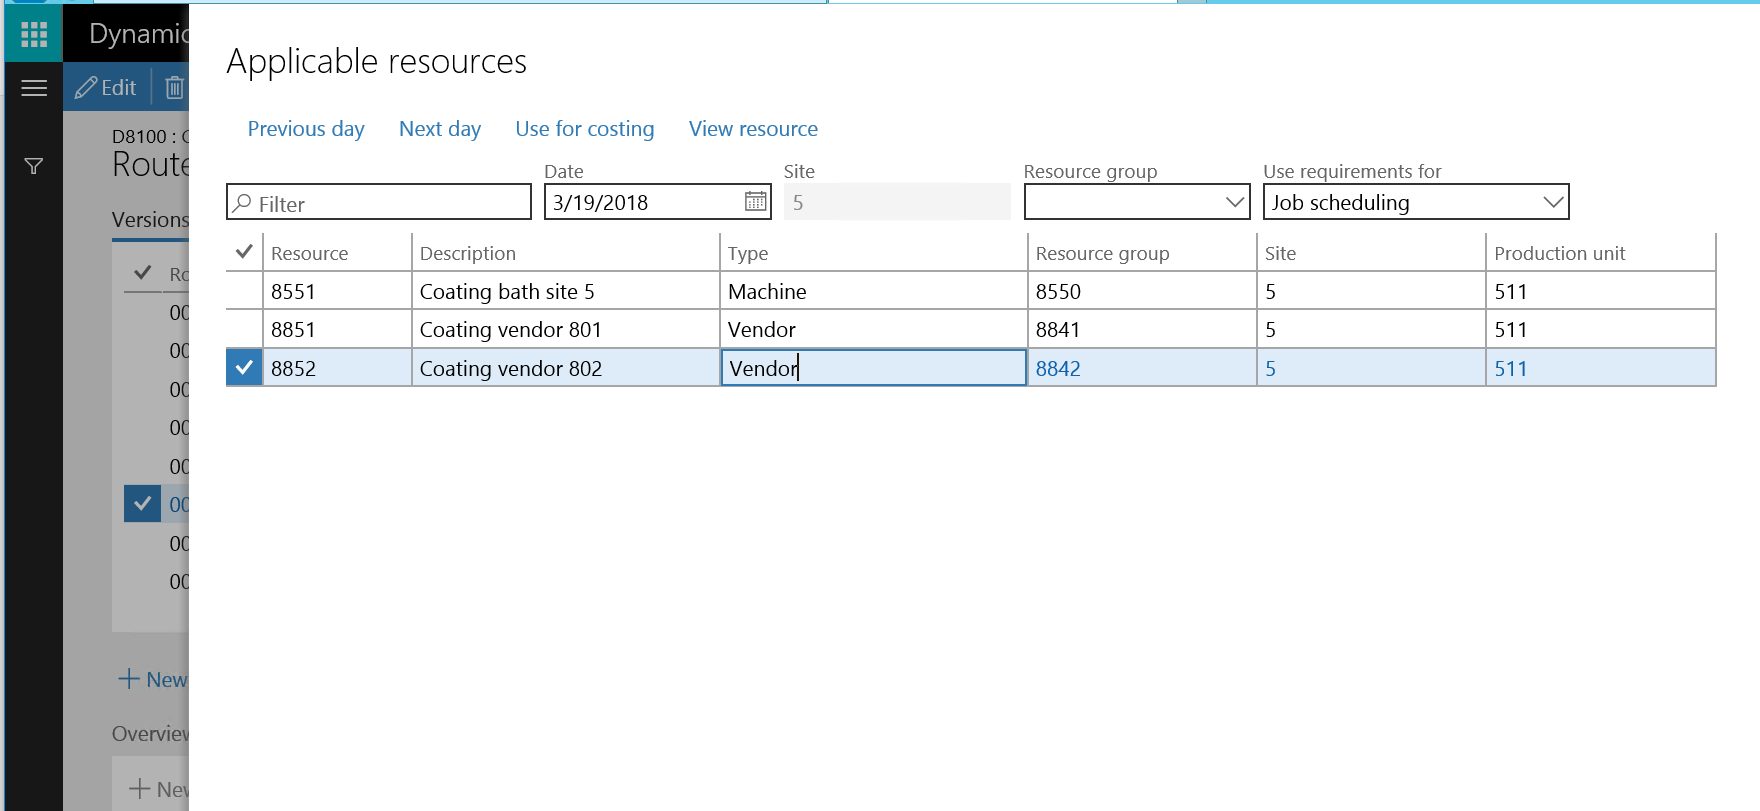 Dynamic
Edit
D8100 : C
Route
Versions
Ro
00
00
00
00
00
00
00
00
New
Overview
New
Applicable resources
Previous day Next day Use for costing View resource
Date Site Resource group Use requirements for
Filter 3/19/2018 5 Job scheduling
Resource Description Type Resource group Site Production unit
8551 Coating bath site 5 Machine 8550 5 511
8851 Coating vendor 801 Vendor 8841 5 511
8852 Coating vendor 802 Vendor 8842 5 511